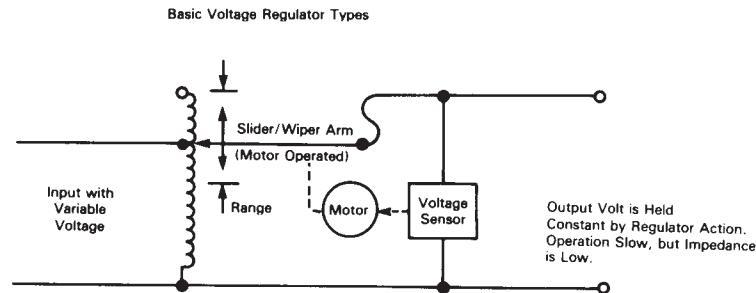 Basic Voltage Regulator Types
Slider/Wiper Arm
(Motor Operated)
Input with
Variable
Voltage
Range
Motor
Voltage
Sensor
Output Volt is Held
Constant by Regulator Action.
Operation Slow, but Impedance
is Low.